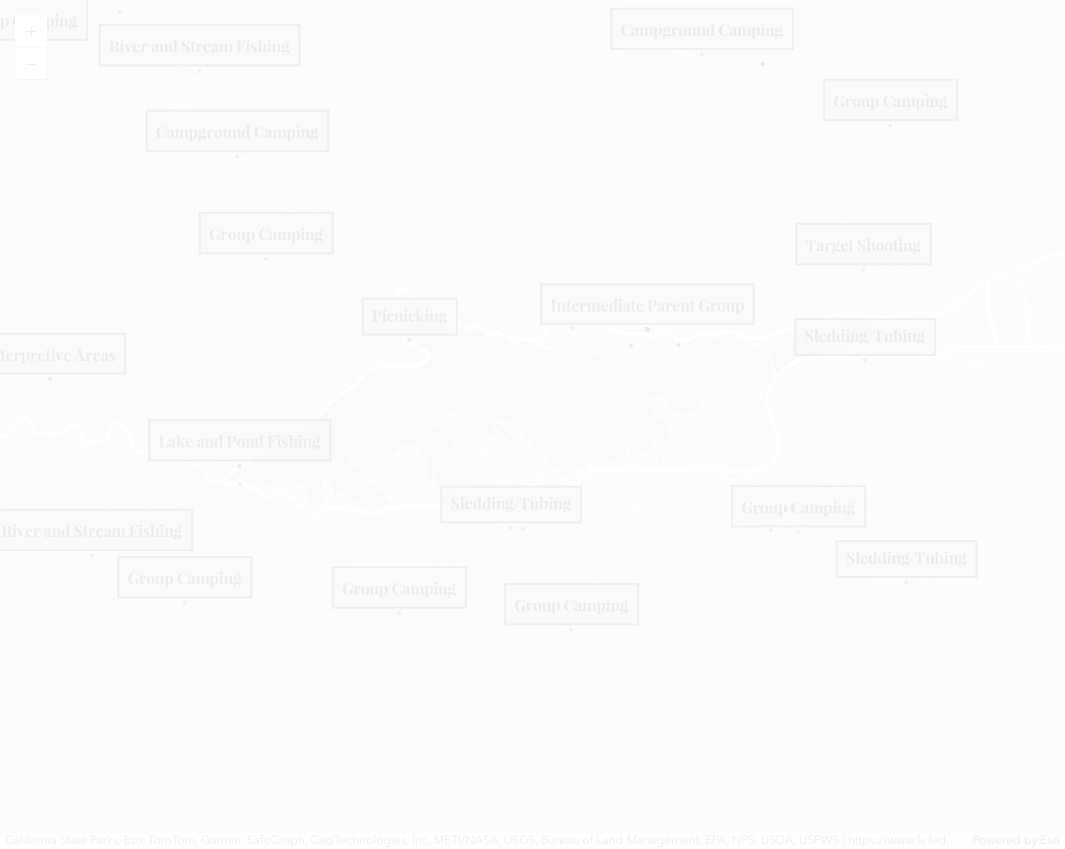 ping
+
–
River and Stream Fishing
Campground Camping
Group Camping
Campground Camping
Group Camping
Target Shooting
Intermediate Parent Group
Picnicking
Sledding/Tubing
terpretive Areas
Lake and Pond Fishing
Sledding/Tubing
Group Camping
River and Stream Fishing
Sledding/Tubing
Group Camping
Group Camping
Group Camping
California State Parks, Esri, TomTom, Garmin, SafeGraph, GeoTechnologies, Inc, METI/NASA, USGS, Bureau of Land Management, EPA, NPS, USDA, USFWS | https://www.fs.fed... Powered by Esri